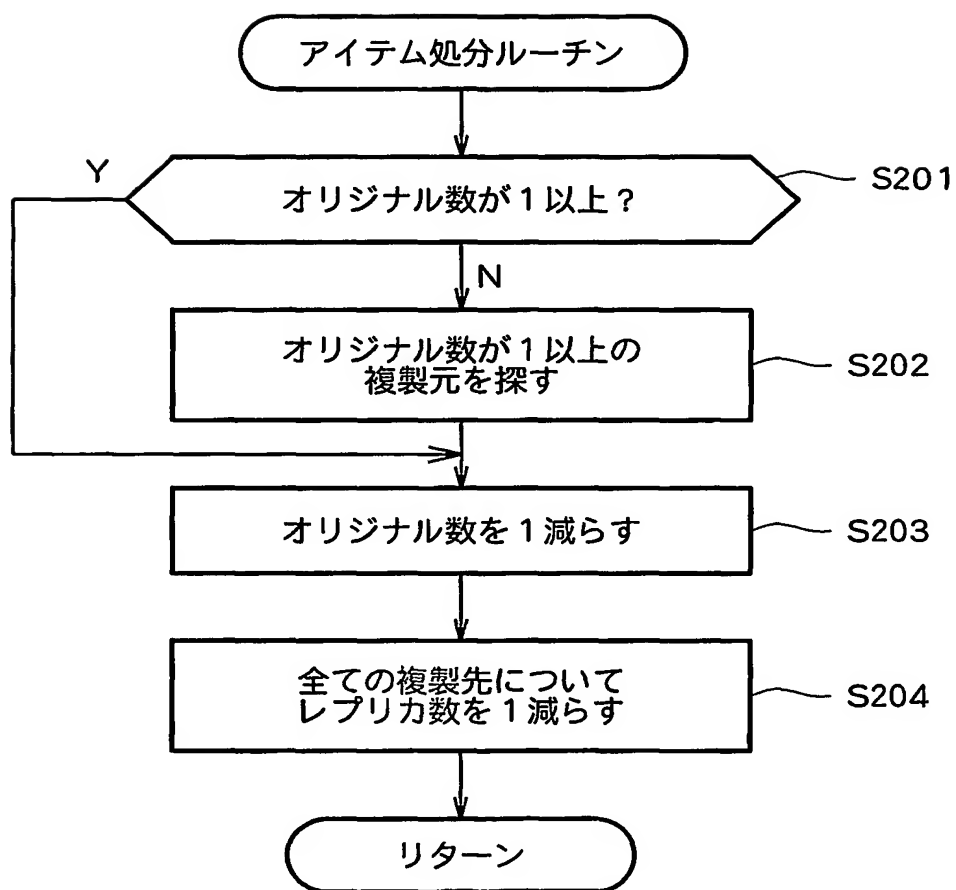 アイテム処分ルーチン
Y
オリジナル数が1以上?
S201
N
オリジナル数が1以上の
複製元を探す
S202
オリジナル数を1減らす
S203
全ての複製先について
レプリカ数を1減らす
S204
リターン